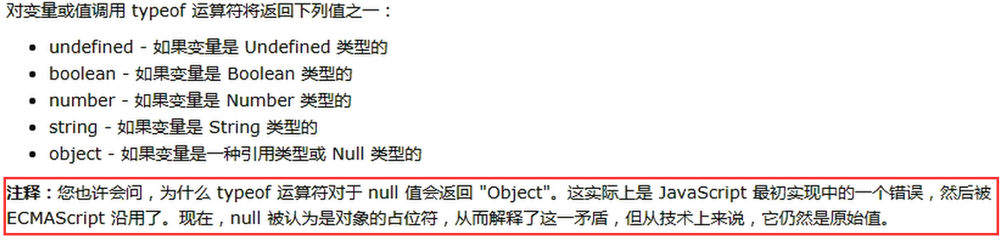 对变量或值调用 typeof 运算符将返回下列值之一：
• undefined - 如果变量是 Undefined 类型的
• boolean - 如果变量是 Boolean 类型的
• number - 如果变量是 Number 类型的
• string - 如果变量是 String 类型的
• object - 如果变量是一种引用类型或 Null 类型的
注释：您也许会问，为什么 typeof 运算符对于 null 值会返回 "Object"。这实际上是 JavaScript 最初实现中的一个错误，然后被
ECMAScript 沿用了。现在，null 被认为是对象的占位符，从而解释了这一矛盾，但从技术上来说，它仍然是原始值。